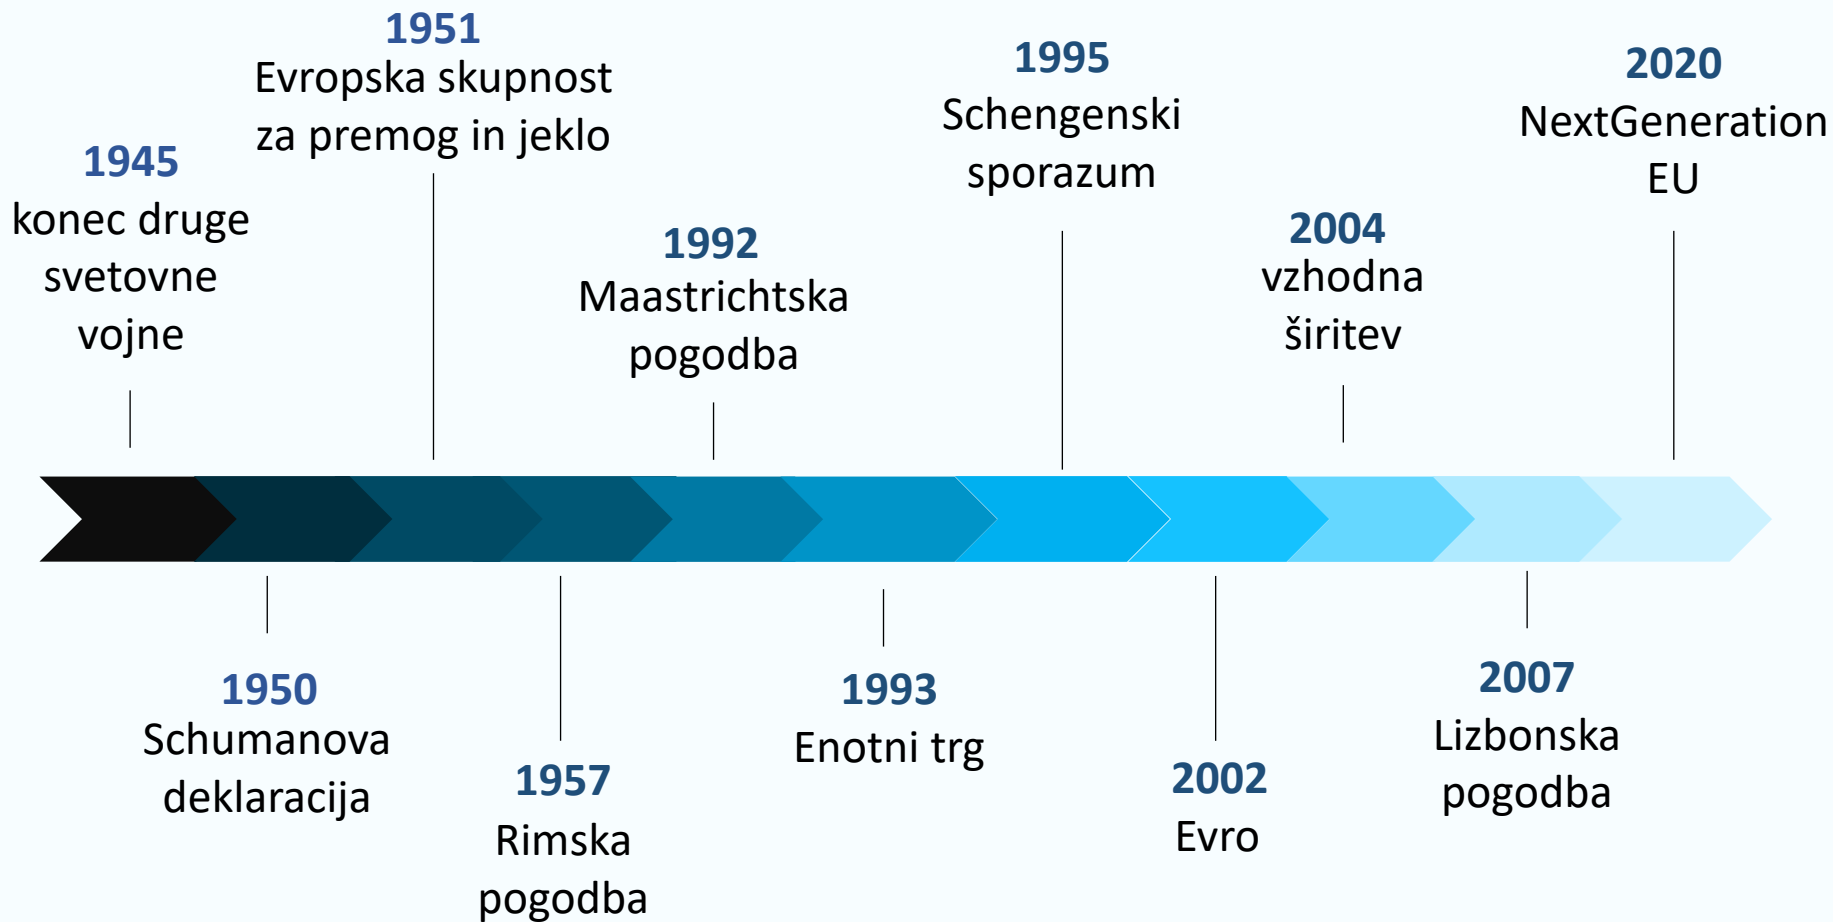 1945
konec druge
svetovne
vojne
1950
Schumanova
deklaracija
1951
Evropska skupnost
za premog in jeklo
1957
Rimska
pogodba
1992
Maastrichtska
pogodba
1993
Enotni trg
1995
Schengenski
sporazum
2002
Evro
2004
vzhodna
širitev
2007
Lizbonska
pogodba
2020
NextGeneration
EU